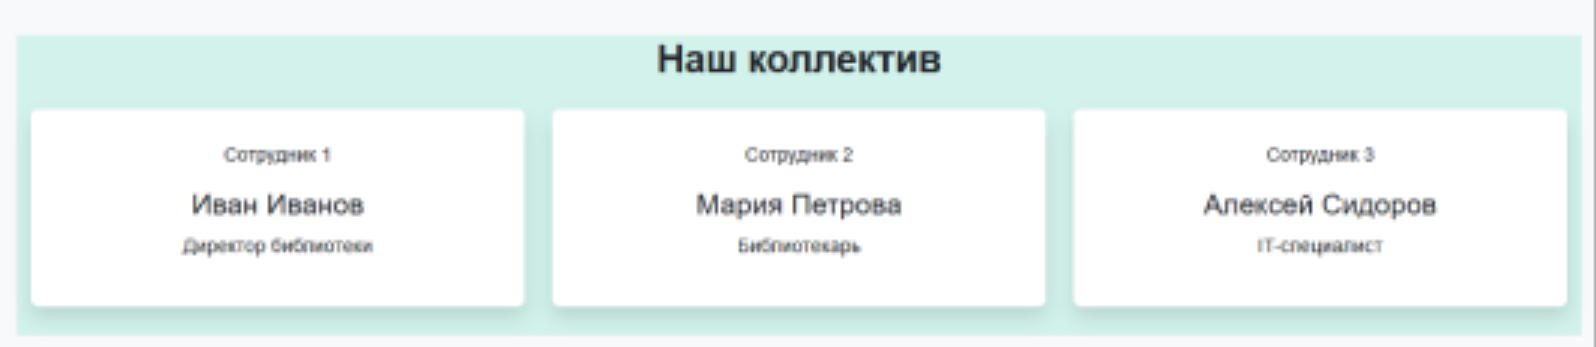 Наш коллектив
Сотрудник 1
Иван Иванов
Директор библиотеки
Сотрудник 2
Мария Петрова
Библиотекарь
Сотрудник 3
Алексей Сидоров
IT-специалист